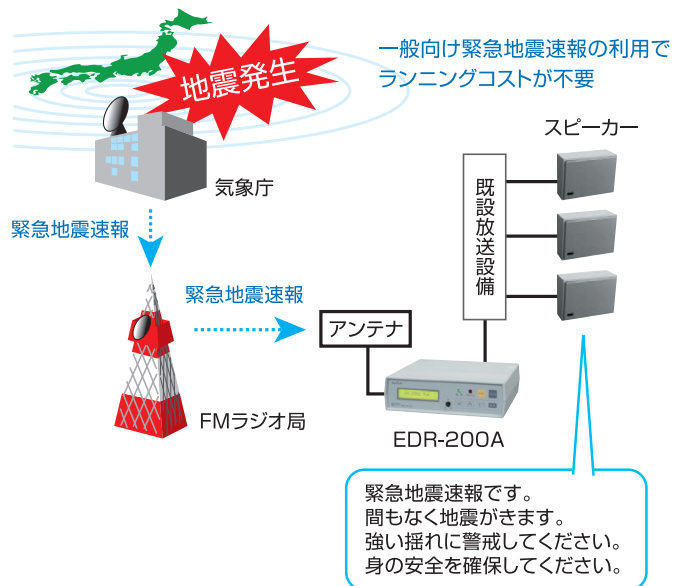 地震発生
一般向け緊急地震速報の利用で
ランニングコストが不要
気象庁
緊急地震速報
緊急地震速報
FMラジオ局
アンテナ
EDR-200A
既設放送設備
スピーカー
緊急地震速報です。
間もなく地震がきます。
強い揺れに警戒してください。
身の安全を確保してください。